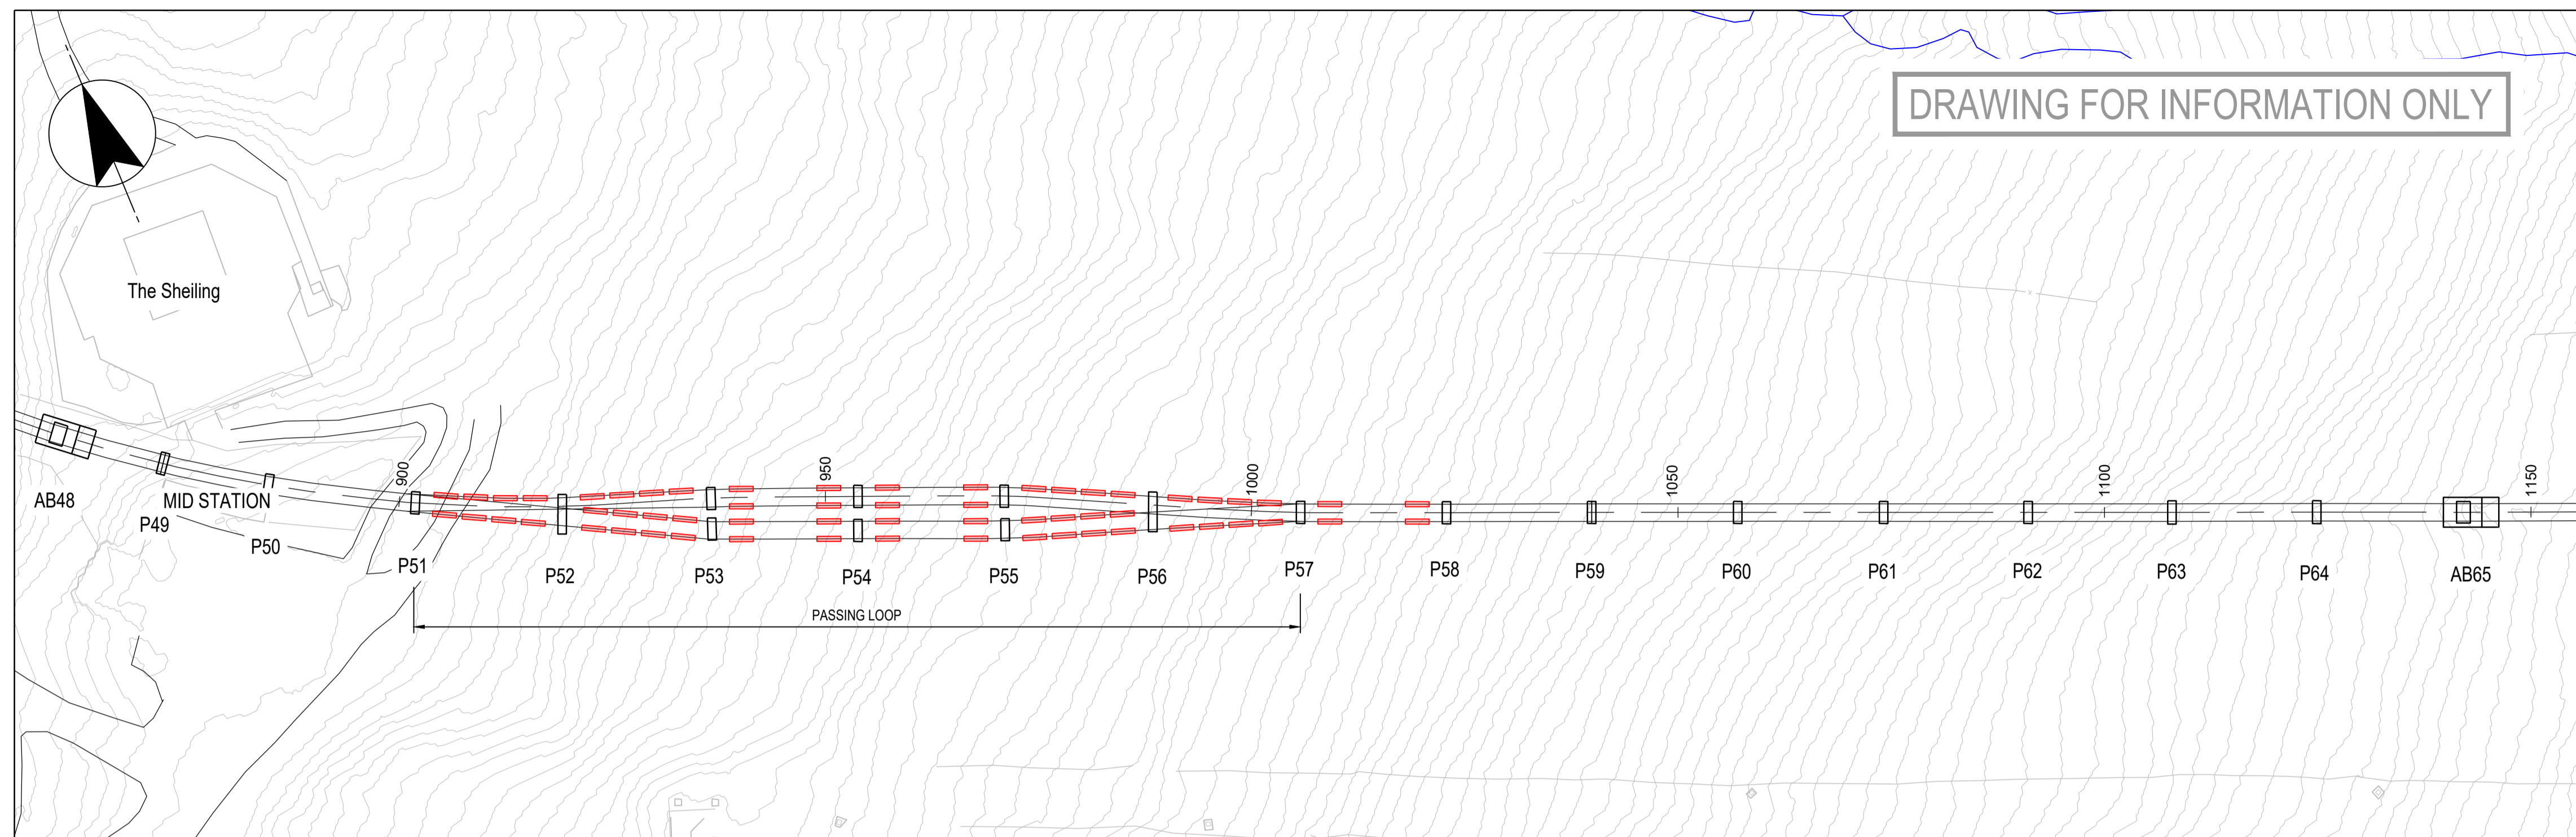 DRAWING FOR INFORMATION ONLY
The Sheiling
900
950
1000
1050
1100
1150
AB48
MID STATION
P49
P50
P51
P52
P53
P54
P55
P56
P57
P58
P59
P60
P61
P62
P63
P64
AB65
PASSING LOOP